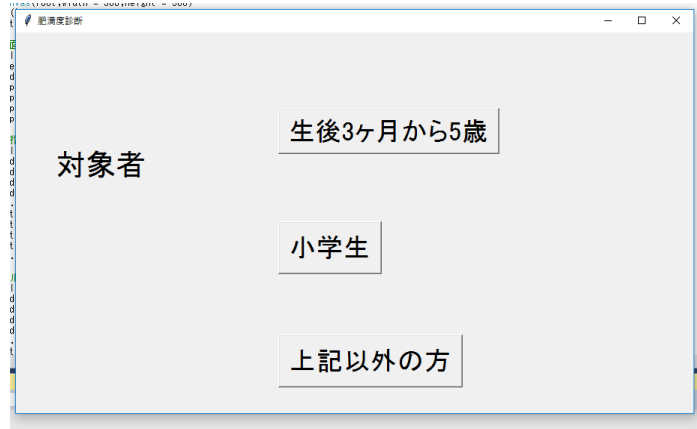 肥満度診断
生後3ヶ月から5歳
対象者
小学生
上記以外の方